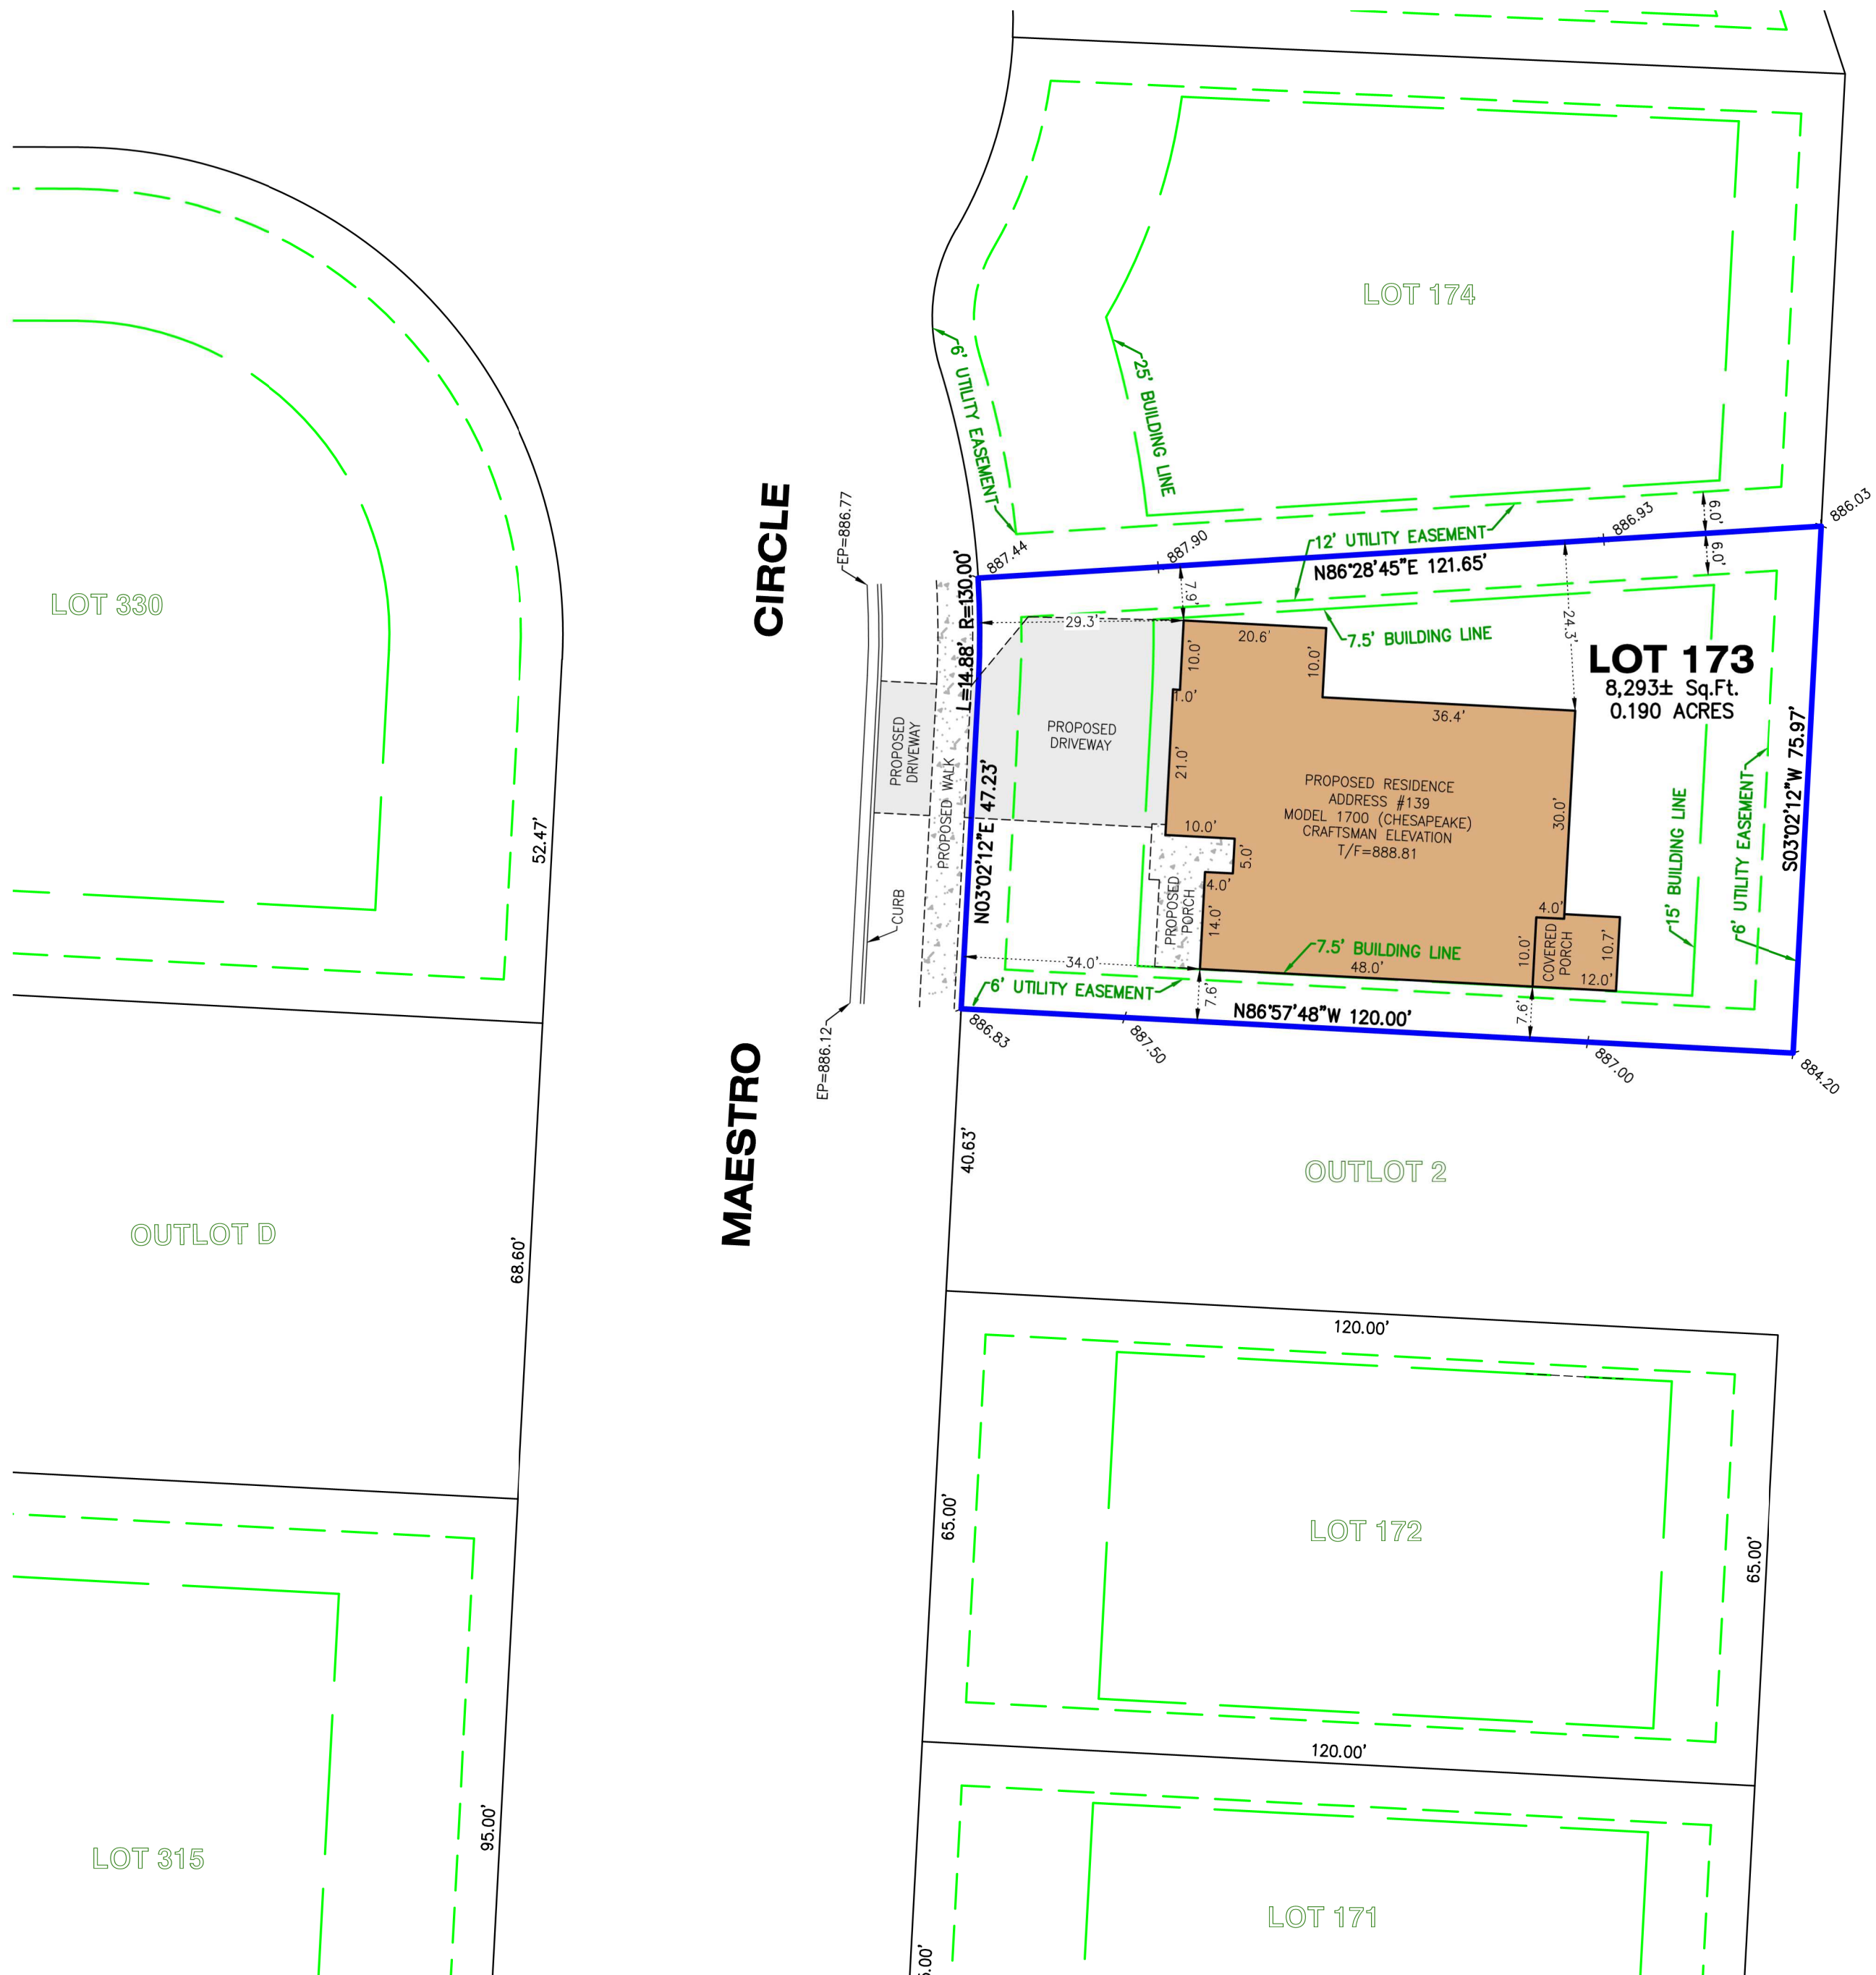 LOT 174
6' UTILITY EASEMENT
25' BUILDING LINE
CIRCLE
EP=886.77
LOT 330
887.44
887.90
12' UTILITY EASEMENT
886.93
6.0'
886.03
N86°28'45"E 121.65'
6.0'
L=14.88' R=130.00'
7.9'
29.3'
20.6'
7.5' BUILDING LINE
24.3'
10.0'
10.0'
LOT 173
8,293± Sq.Ft.
0.190 ACRES
1.0'
36.4'
PROPOSED
DRIVEWAY
PROPOSED
DRIVEWAY
PROPOSED WALK
N03°02'12"E 47.23'
21.0'
PROPOSED RESIDENCE
ADDRESS #139
MODEL 1700 (CHESAPEAKE)
CRAFTSMAN ELEVATION
T/F=888.81
30.0'
S03°02'12"W 75.97'
15' BUILDING LINE
6' UTILITY EASEMENT
52.47'
10.0'
5.0'
4.0'
CURB
PROPOSED
PORCH
14.0'
4.0'
10.0'
COVERED
PORCH
10.7'
7.5' BUILDING LINE
34.0'
48.0'
12.0'
6' UTILITY EASEMENT
7.6'
7.6'
N86°57'48"W 120.00'
886.83
887.50
887.00
884.20
EP=886.12
MAESTRO
40.63'
OUTLOT 2
OUTLOT D
68.60'
120.00'
65.00'
LOT 172
65.00'
120.00'
95.00'
LOT 315
LOT 171
5.00'